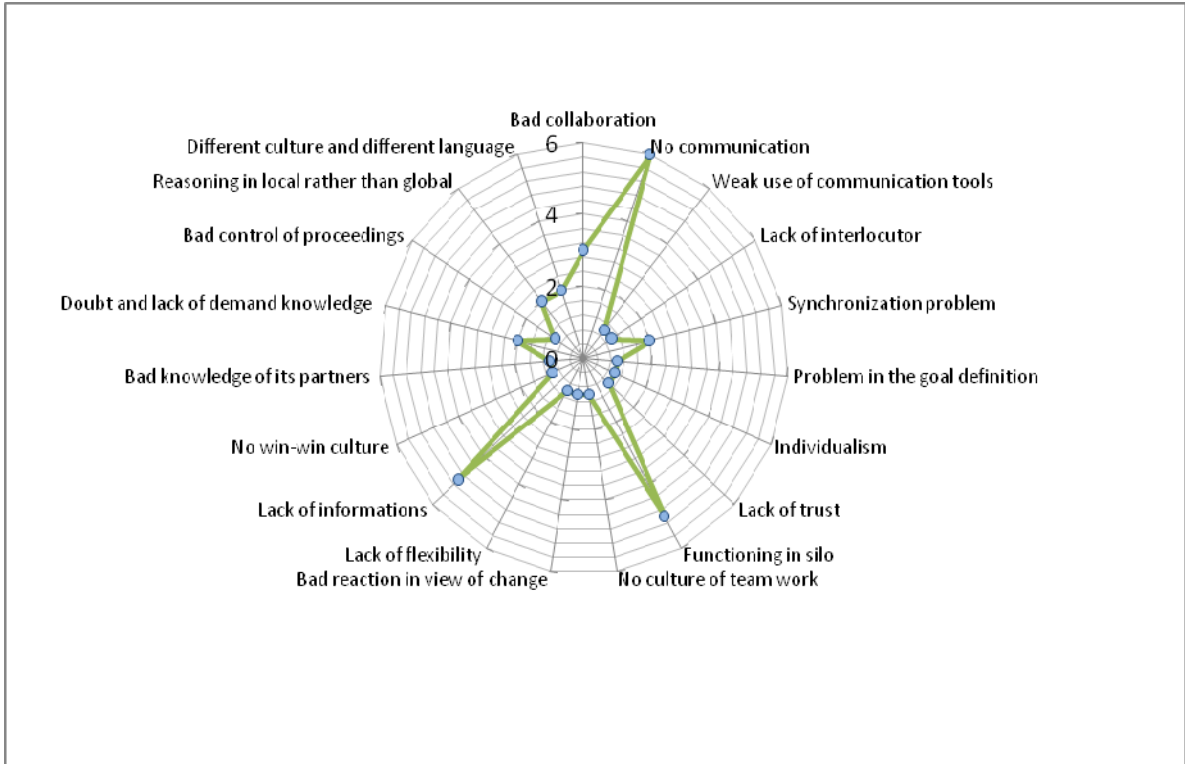 Bad collaboration
No communication
Weak use of communication tools
Lack of interlocutor
Synchronization problem
Problem in the goal definition
Individualism
Lack of trust
Functioning in silo
No culture of team work
Bad reaction in view of change
Lack of flexibility
Lack of informations
No win-win culture
Bad knowledge of its partners
Doubt and lack of demand knowledge
Bad control of proceedings
Reasoning in local rather than global
Different culture and different language
6
4
2
0